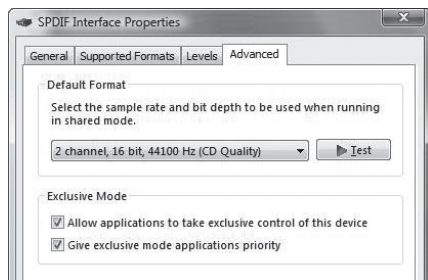 SPDIF Interface Properties
General Supported Formats Levels Advanced
Default Format
Select the sample rate and bit depth to be used when running
in shared mode.
2 channel, 16 bit, 44100 Hz (CD Quality) Test
Exclusive Mode
Allow applications to take exclusive control of this device
Give exclusive mode applications priority